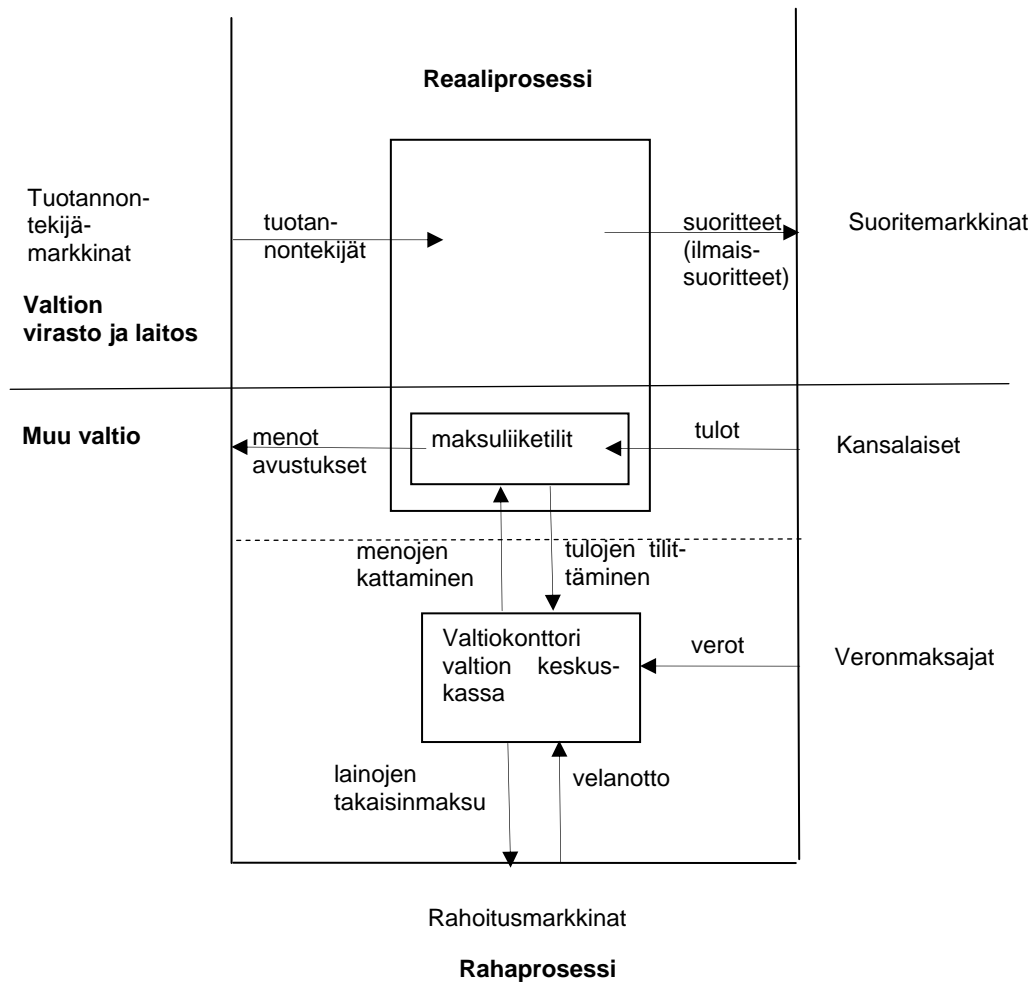 Reaaliprosessi
Tuotannon-
tekijä-
markkinat
tuotan-
nontekijät
suoritteet
(ilmais-
suoritteet)
Suoritemarkkinat
Valtion
virasto ja laitos
Muu valtio
menot
avustukset
maksuliiketilit
tulot
Kansalaiset
menojen
kattaminen
tulojen tilit-
täminen
Valtiokonttori
valtion keskus-
kassa
verot
Veronmaksajat
lainojen
takaisinmaksu
velanotto
Rahoitusmarkkinat
Rahaprosessi